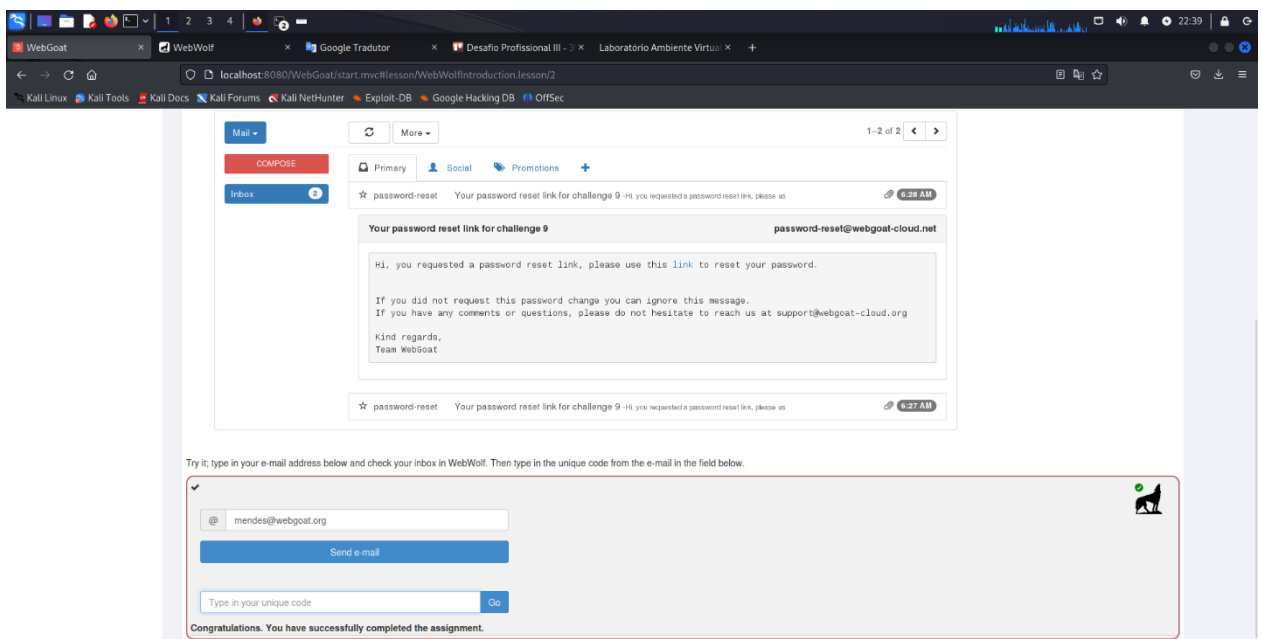 1 2 3 4 22:39
WebGoat WebWolf Google Tradutor Desafio Profissional III - Laboratório Ambiente Virtual
localhost:8080/WebGoat/start.mvc#lesson/WebWolfIntroduction.lesson/2
Kali Linux Kali Tools Kali Docs Kali Forums Kali NetHunter Exploit-DB Google Hacking DB OffSec
Mail More 1–2 of 2
COMPOSE
Primary Social Promotions
Inbox 2
password-reset Your password reset link for challenge 9 -Hi, you requested a password reset link, please us 6:28 AM
Your password reset link for challenge 9 password-reset@webgoat-cloud.net
Hi, you requested a password reset link, please use this link to reset your password.
If you did not request this password change you can ignore this message.
If you have any comments or questions, please do not hesitate to reach us at support@webgoat-cloud.org
Kind regards,
Team WebGoat
password-reset Your password reset link for challenge 9 -Hi, you requested a password reset link, please us 6:27 AM
Try it; type in your e-mail address below and check your inbox in WebWolf. Then type in the unique code from the e-mail in the field below.
@ mendes@webgoat.org
Send e-mail
Type in your unique code Go
Congratulations. You have successfully completed the assignment.